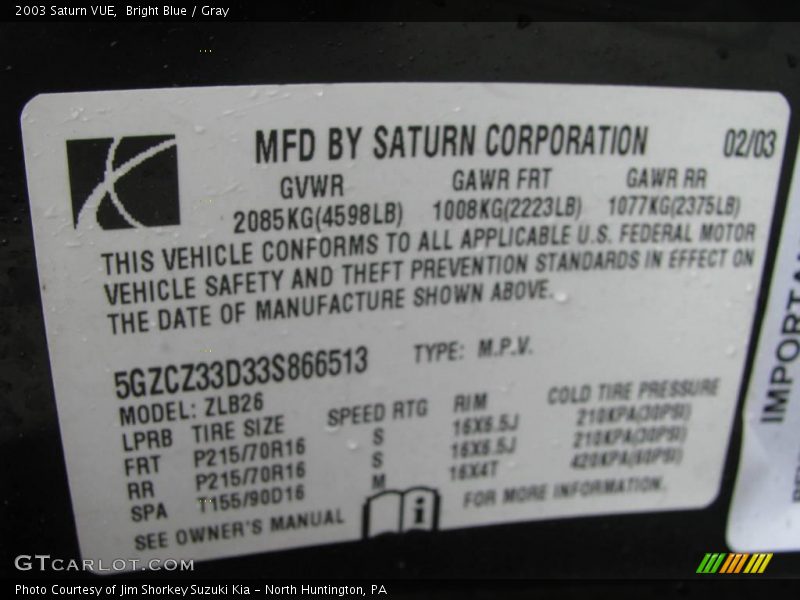 2003 Saturn VUE, Bright Blue / Gray
MFD BY SATURN CORPORATION 02/03
GVWR GAWR FRT GAWR RR
2085KG(4598LB) 1008KG(2223LB) 1077KG(2375LB)
THIS VEHICLE CONFORMS TO ALL APPLICABLE U.S. FEDERAL MOTOR
VEHICLE SAFETY AND THEFT PREVENTION STANDARDS IN EFFECT ON
THE DATE OF MANUFACTURE SHOWN ABOVE.
5GZCZ33D33S866513 TYPE: M.P.V.
MODEL: ZLB26
LPRB TIRE SIZE SPEED RTG RIM COLD TIRE PRESSURE
FRT P215/70R16 S 16X6.5J 210KPA(30PSI)
RR P215/70R16 S 16X6.5J 210KPA(30PSI)
SPA T155/90D16 M 16X4T 420KPA(60PSI)
SEE OWNER'S MANUAL i FOR MORE INFORMATION.
GTCARLOT.COM
Photo Courtesy of Jim Shorkey Suzuki Kia - North Huntington, PA